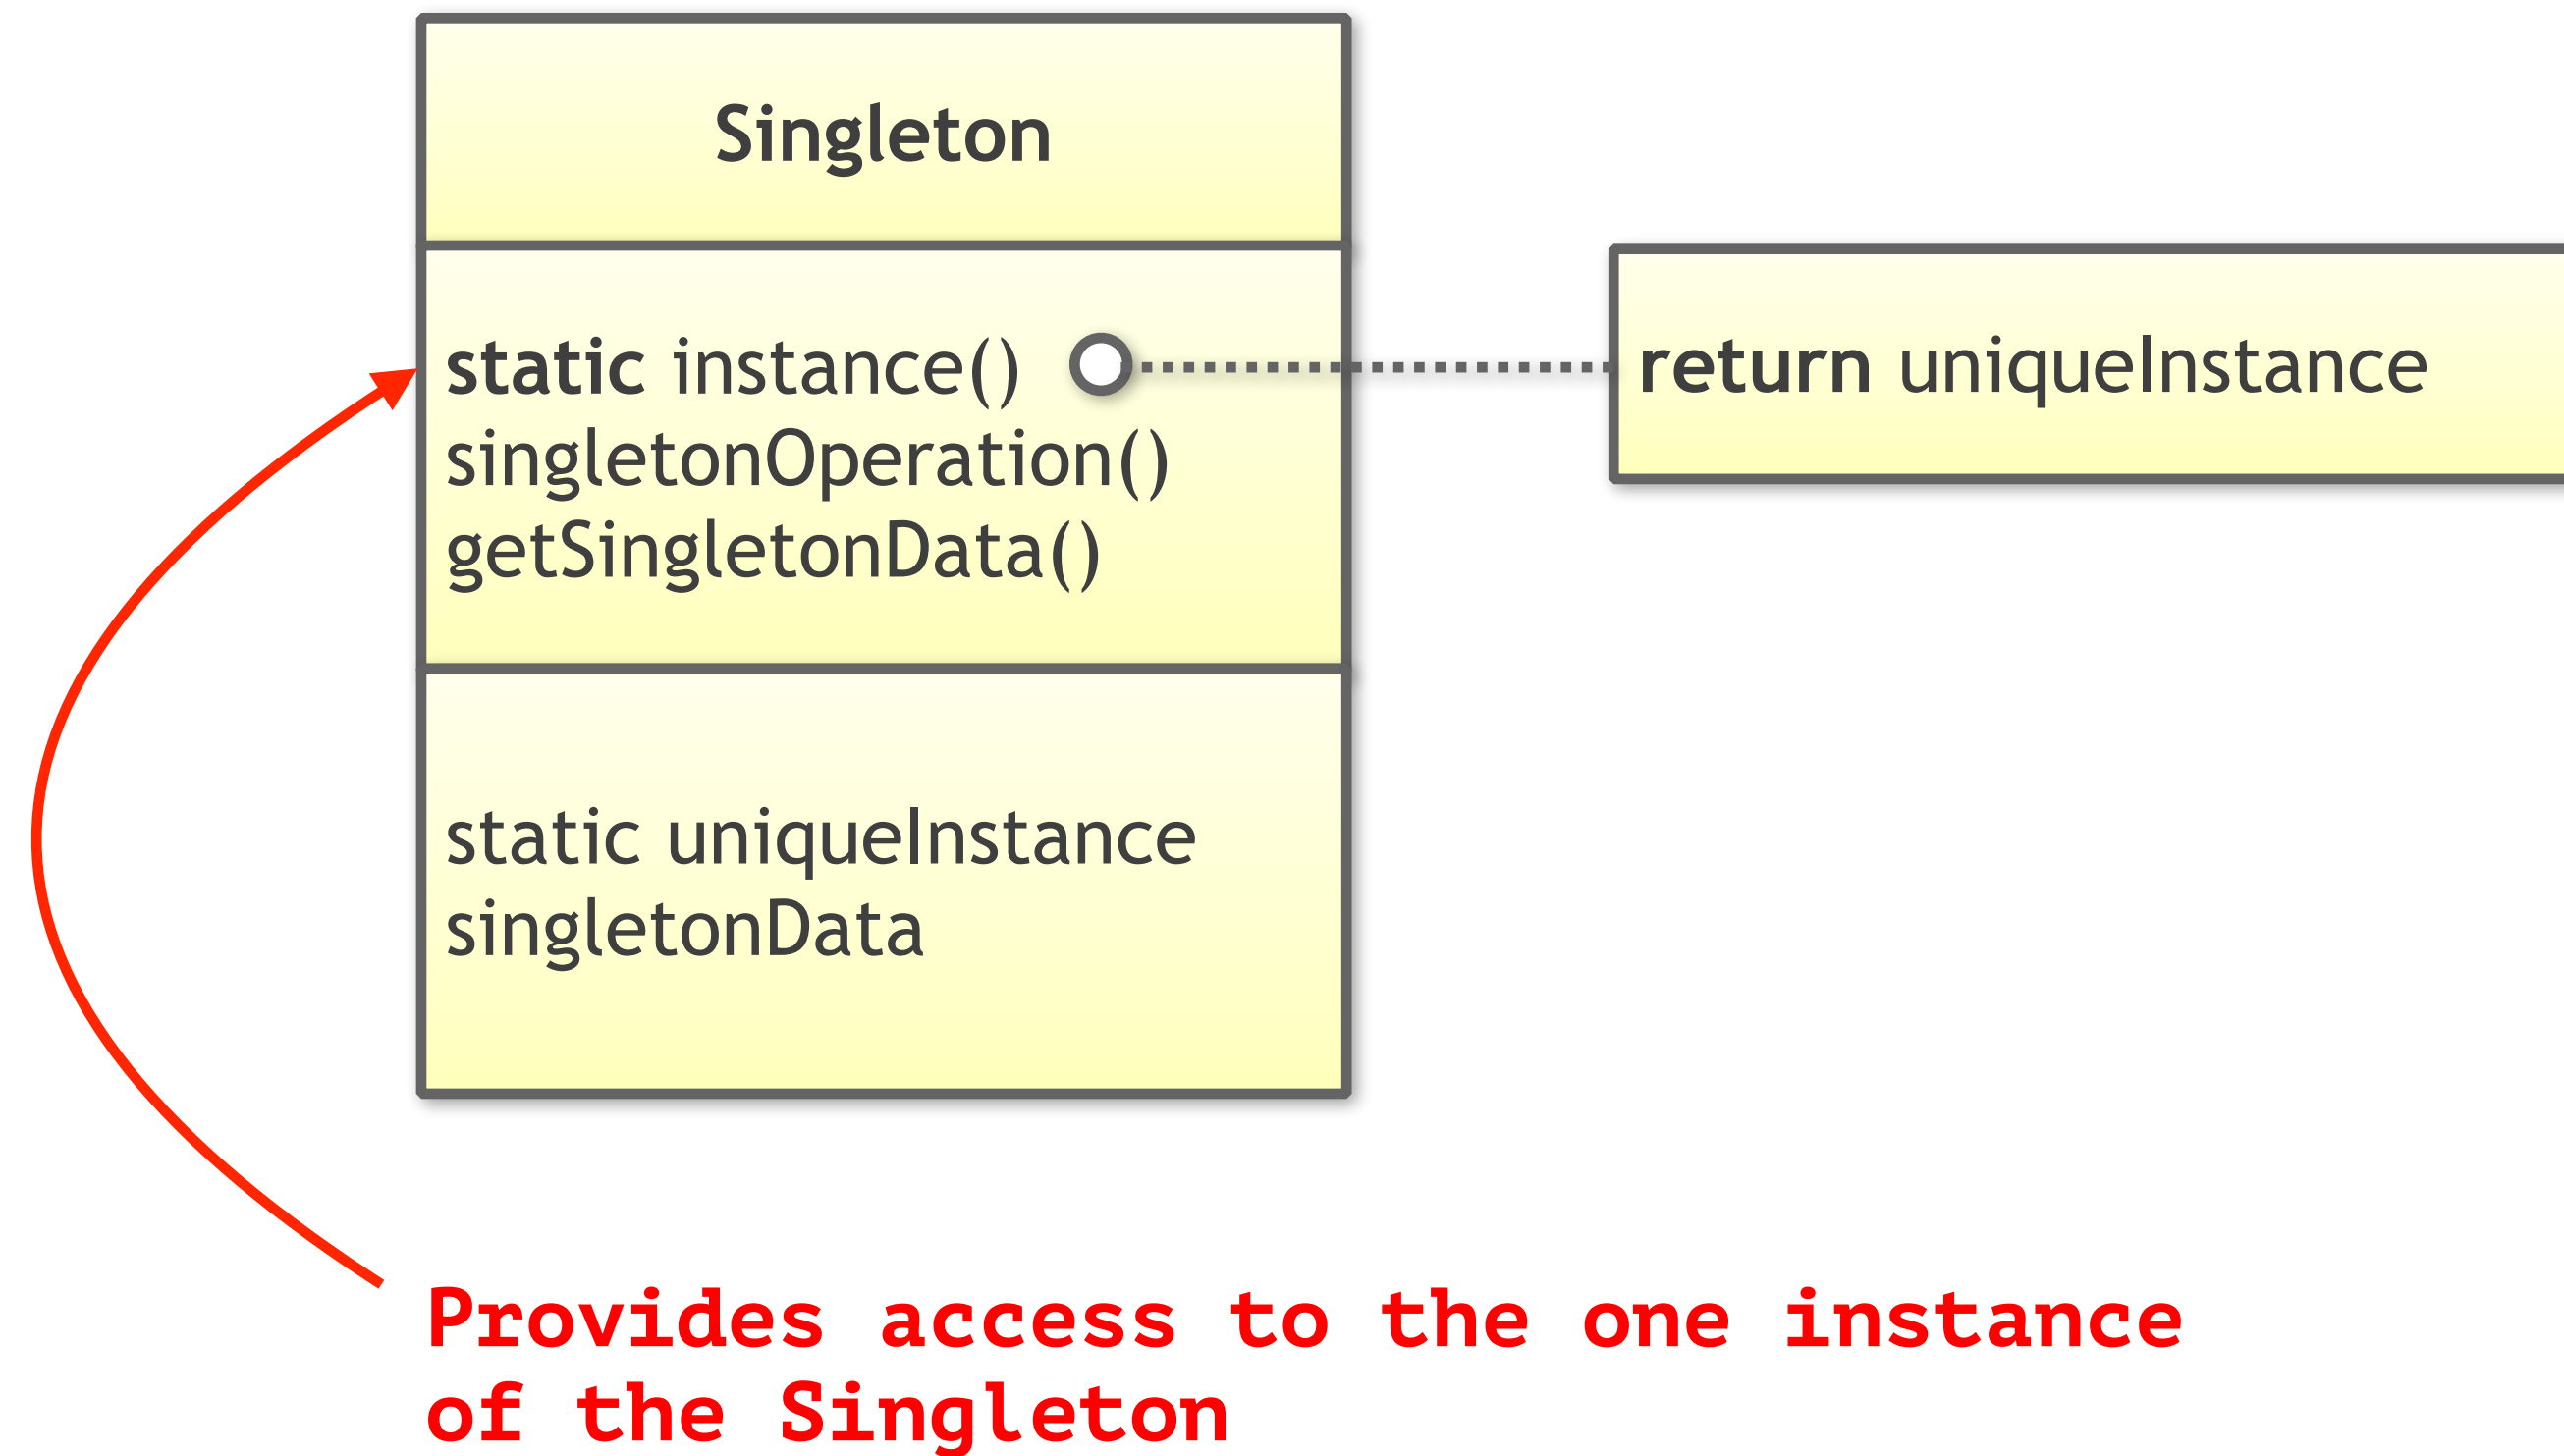 Singleton
static instance()
singletonOperation()
getSingletonData()
return uniqueInstance
static uniqueInstance
singletonData
Provides access to the one instance
of the Singleton